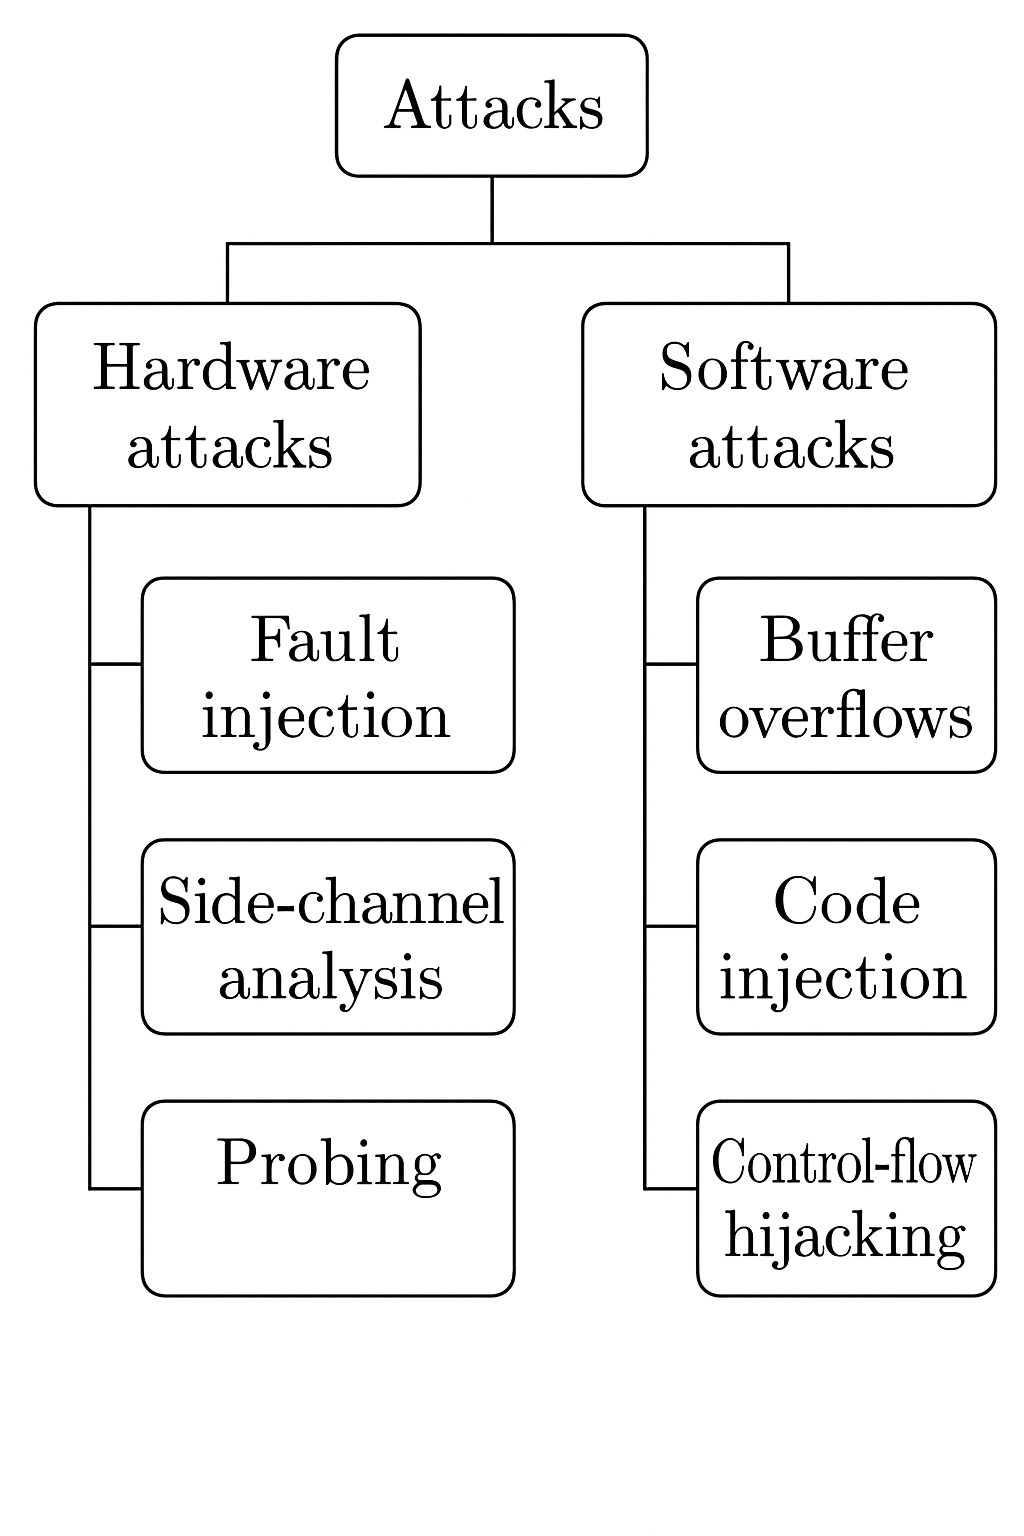 Attacks
Hardware
attacks
Fault
injection
Side-channel
analysis
Probing
Software
attacks
Buffer
overflows
Code
injection
Control-flow
hijacking